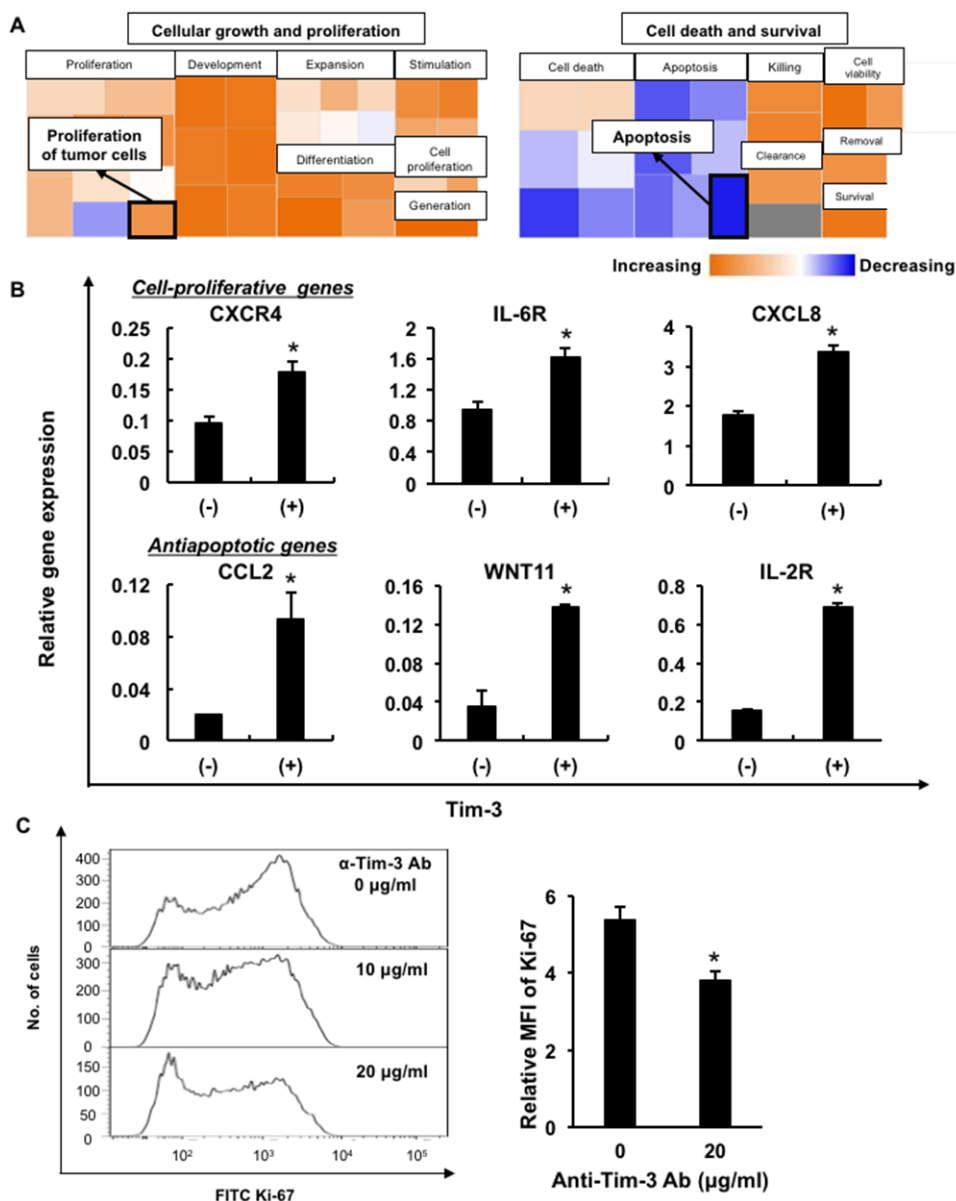 A
Cellular growth and proliferation
Cell death and survival
Proliferation
Development
Expansion
Stimulation
Cell death
Apoptosis
Killing
Cell
viability
Proliferation
of tumor cells
Differentiation
Cell
proliferation
Generation
Apoptosis
Clearance
Removal
Survival
Increasing
Decreasing
B
Cell-proliferative genes
CXCR4
IL-6R
CXCL8
0.25
0.2
0.15
0.1
0.05
0
*
(-)
(+)
2
1.6
1.2
0.8
0.4
0
*
(-)
(+)
4
3
2
1
0
*
(-)
(+)
Relative gene expression
Antiapoptotic genes
CCL2
WNT11
IL-2R
0.12
0.08
0.04
0
*
(-)
(+)
0.16
0.12
0.08
0.04
0
*
(-)
(+)
0.8
0.6
0.4
0.2
0
*
(-)
(+)
Tim-3
C
No. of cells
400
300
200
100
0
α-Tim-3 Ab
0 µg/ml
300
200
100
0
10 µg/ml
150
100
50
0
20 µg/ml
10²
10³
10⁴
10⁵
FITC Ki-67
Relative MFI of Ki-67
6
4
2
0
*
0
20
Anti-Tim-3 Ab (µg/ml)